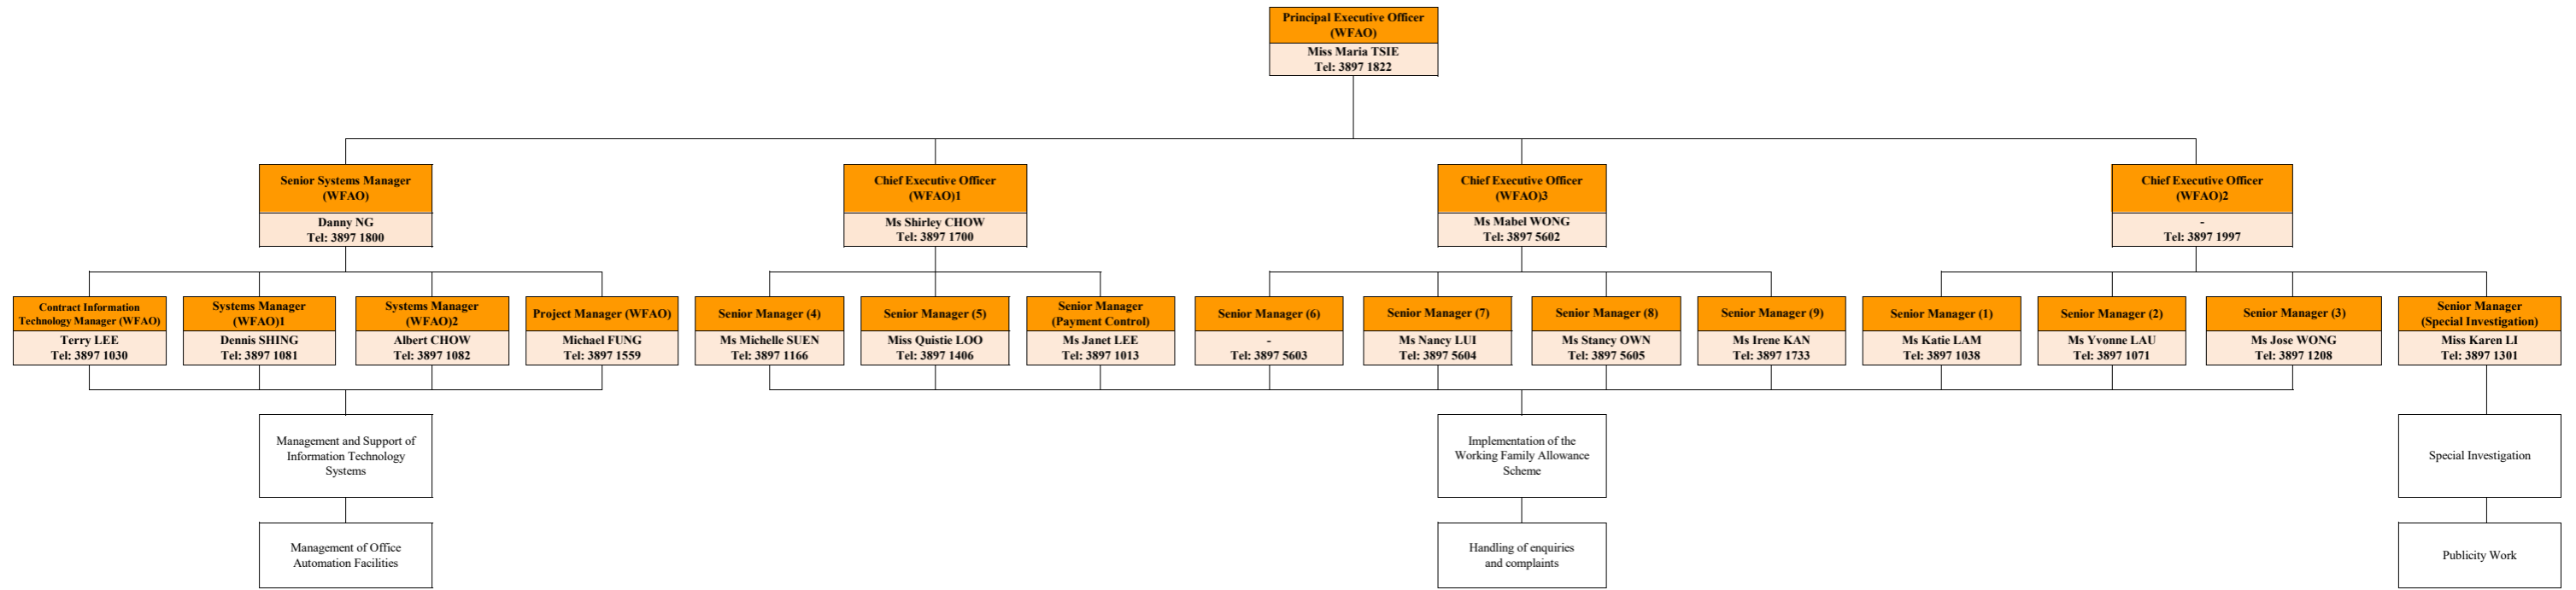 Principal Executive Officer
(WFAO)
Miss Maria TSIE
Tel: 3897 1822
Senior Systems Manager
(WFAO)
Danny NG
Tel: 3897 1800
Chief Executive Officer
(WFAO)1
Ms Shirley CHOW
Tel: 3897 1700
Chief Executive Officer
(WFAO)3
Ms Mabel WONG
Tel: 3897 5602
Chief Executive Officer
(WFAO)2
-
Tel: 3897 1997
Contract Information
Technology Manager (WFAO)
Terry LEE
Tel: 3897 1030
Systems Manager
(WFAO)1
Dennis SHING
Tel: 3897 1081
Systems Manager
(WFAO)2
Albert CHOW
Tel: 3897 1082
Project Manager (WFAO)
Michael FUNG
Tel: 3897 1559
Senior Manager (4)
Ms Michelle SUEN
Tel: 3897 1166
Senior Manager (5)
Miss Quistie LOO
Tel: 3897 1406
Senior Manager
(Payment Control)
Ms Janet LEE
Tel: 3897 1013
Senior Manager (6)
-
Tel: 3897 5603
Senior Manager (7)
Ms Nancy LUI
Tel: 3897 5604
Senior Manager (8)
Ms Stancy OWN
Tel: 3897 5605
Senior Manager (9)
Ms Irene KAN
Tel: 3897 1733
Senior Manager (1)
Ms Katie LAM
Tel: 3897 1038
Senior Manager (2)
Ms Yvonne LAU
Tel: 3897 1071
Senior Manager (3)
Ms Jose WONG
Tel: 3897 1208
Senior Manager
(Special Investigation)
Miss Karen LI
Tel: 3897 1301
Management and Support of
Information Technology
Systems
Implementation of the
Working Family Allowance
Scheme
Special Investigation
Management of Office
Automation Facilities
Handling of enquiries
and complaints
Publicity Work